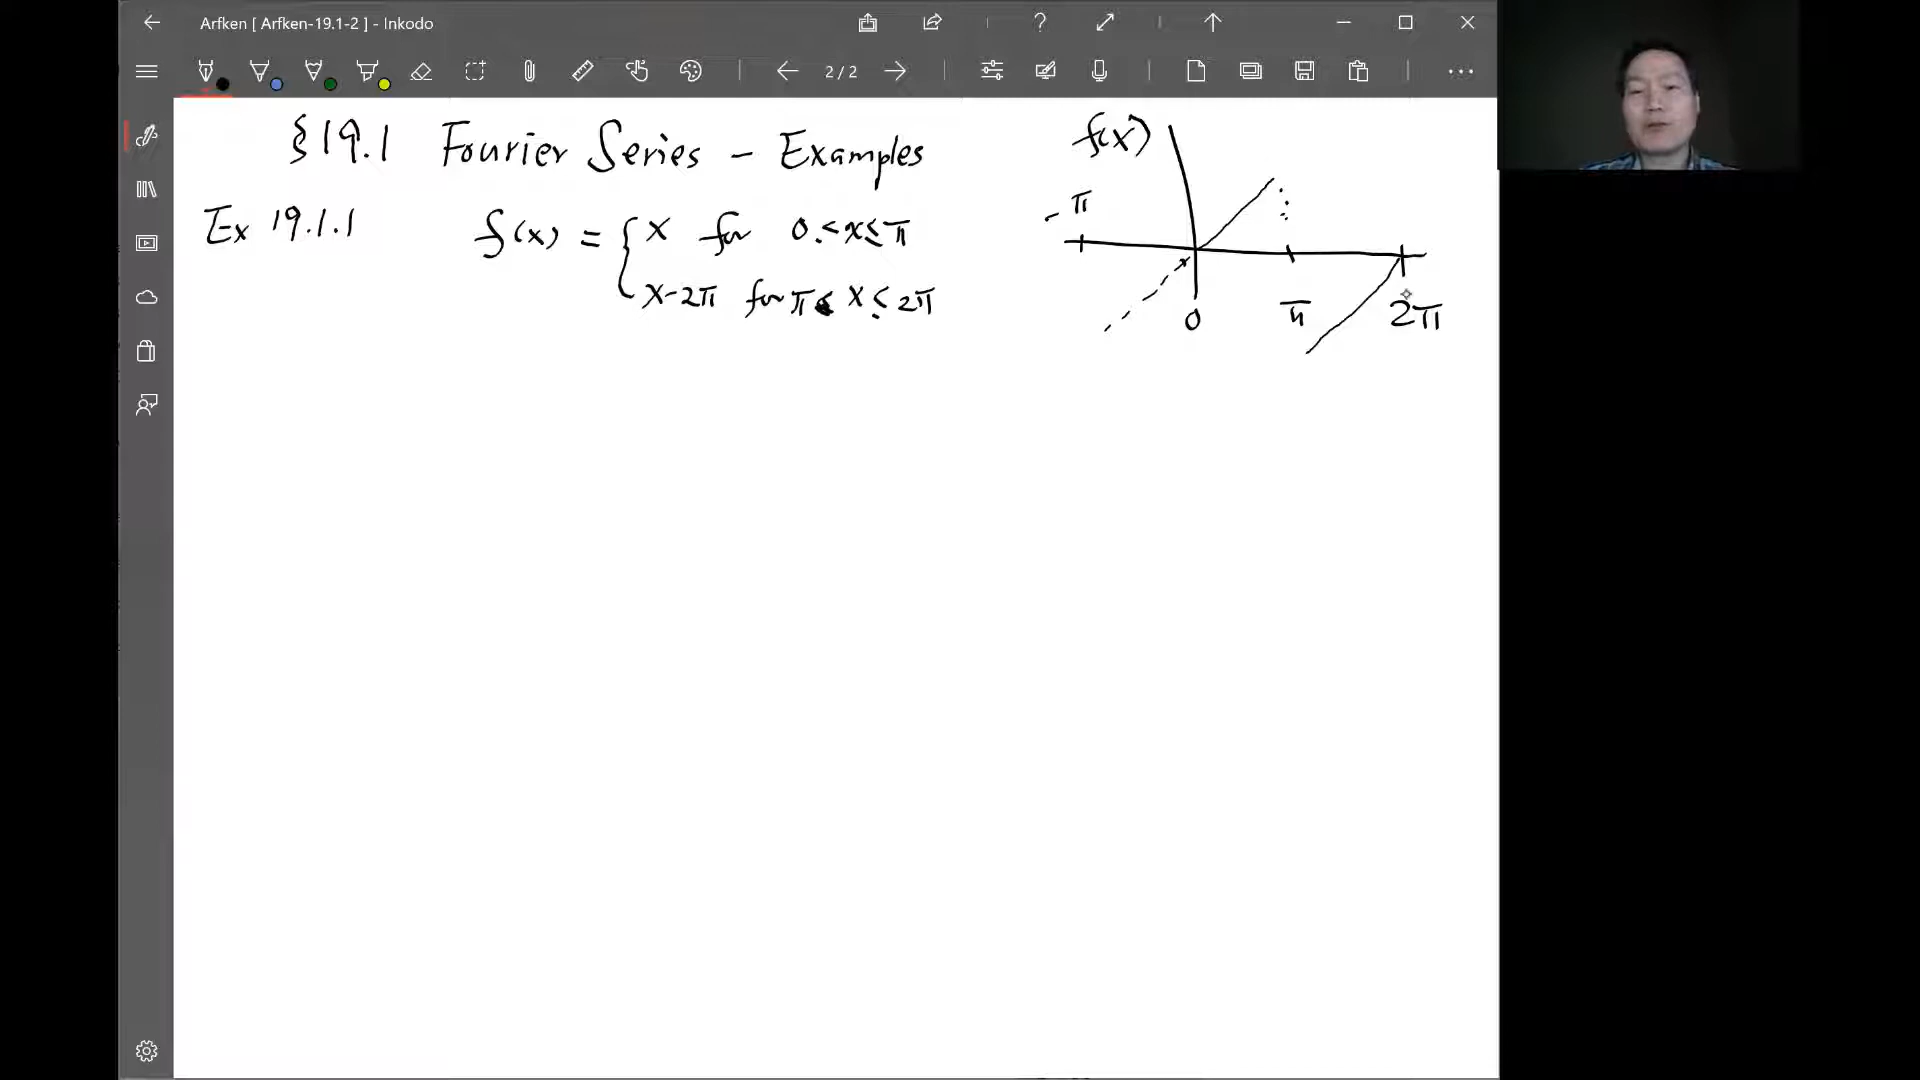 Arfken [ Arfken-19.1-2 ] - Inkodo
2 / 2
§ 19.1 Fourier Series - Examples
Ex 19.1.1 f(x) = { x for 0 ≤ x ≤ π
x-2π for π < x ≤ 2π
f(x)
-π
0 π 2π